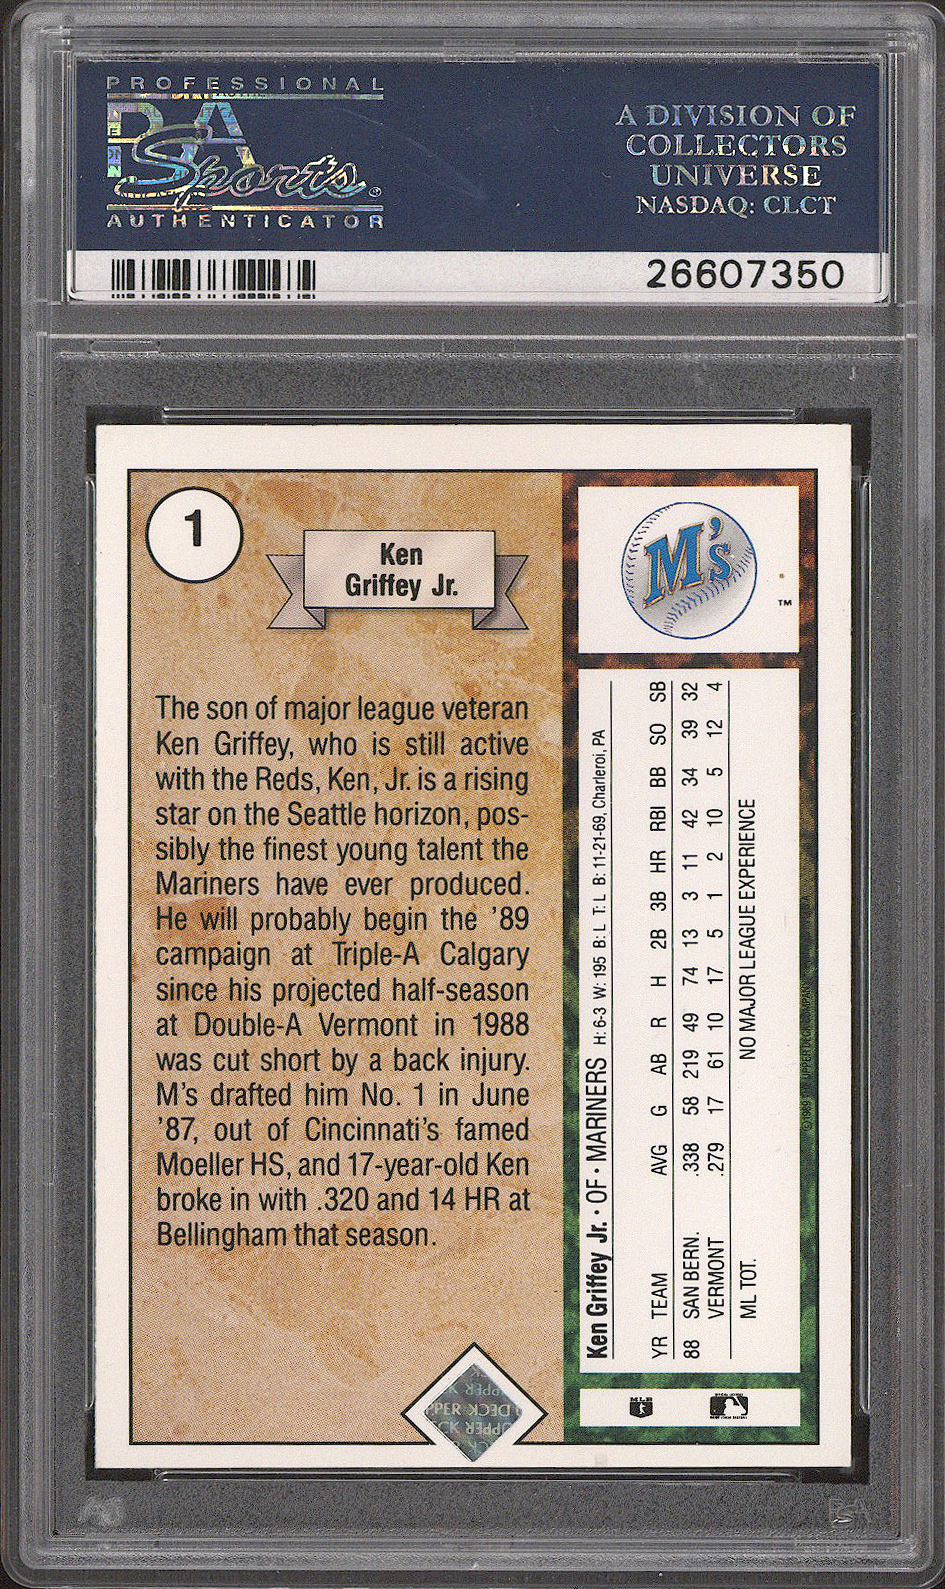 PROFESSIONAL
PSA
Sports
AUTHENTICATOR
A DIVISION OF
COLLECTORS
UNIVERSE
NASDAQ: CLCT
26607350
1
Ken
Griffey Jr.
The son of major league veteran
Ken Griffey, who is still active
with the Reds, Ken, Jr. is a rising
star on the Seattle horizon, pos-
sibly the finest young talent the
Mariners have ever produced.
He will probably begin the '89
campaign at Triple-A Calgary
since his projected half-season
at Double-A Vermont in 1988
was cut short by a back injury.
M's drafted him No. 1 in June
'87, out of Cincinnati's famed
Moeller HS, and 17-year-old Ken
broke in with .320 and 14 HR at
Bellingham that season.
M's
TM
Ken Griffey Jr. · OF · MARINERS H: 6-3 W: 195 B: L T: L B: 11-21-69, Charleroi, PA
YR TEAM AVG G AB R H 2B 3B HR RBI BB SO SB
88 SAN BERN. .338 58 219 49 74 13 3 11 42 34 39 32
VERMONT .279 17 61 10 17 5 1 2 10 5 12 4
ML TOT. NO MAJOR LEAGUE EXPERIENCE
UPPER DECK
PSA